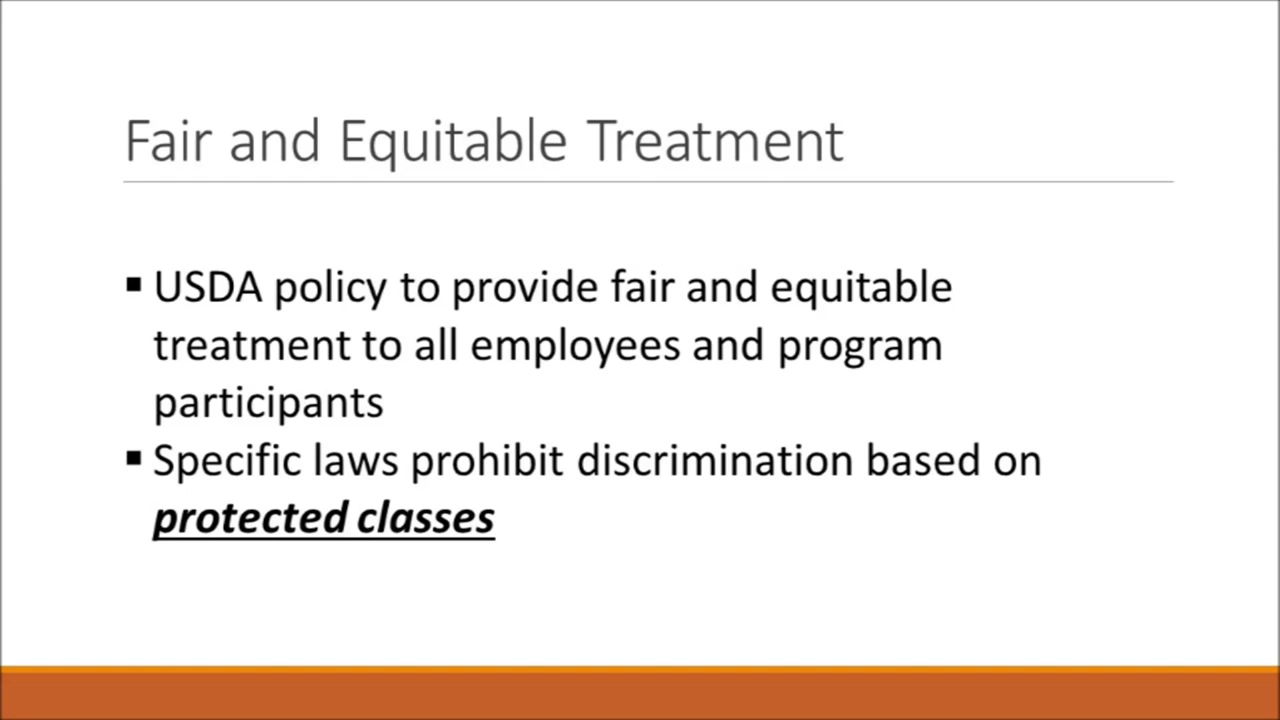 Fair and Equitable Treatment
▪ USDA policy to provide fair and equitable
treatment to all employees and program
participants
▪ Specific laws prohibit discrimination based on
protected classes